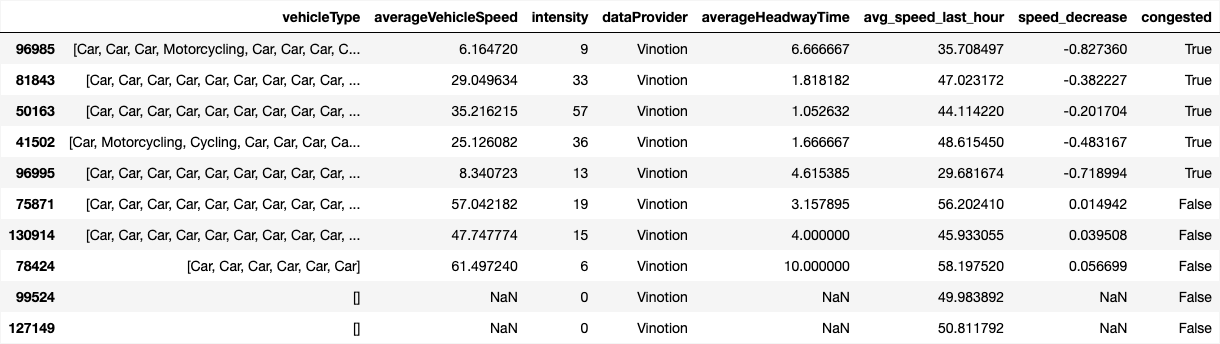 vehicleType averageVehicleSpeed intensity dataProvider averageHeadwayTime avg_speed_last_hour speed_decrease congested
96985 [Car, Car, Car, Motorcycling, Car, Car, Car, C... 6.164720 9 Vinotion 6.666667 35.708497 -0.827360 True
81843 [Car, Car, Car, Car, Car, Car, Car, Car, Car, ... 29.049634 33 Vinotion 1.818182 47.023172 -0.382227 True
50163 [Car, Car, Car, Car, Car, Car, Car, Car, Car, ... 35.216215 57 Vinotion 1.052632 44.114220 -0.201704 True
41502 [Car, Motorcycling, Cycling, Car, Car, Car, Ca... 25.126082 36 Vinotion 1.666667 48.615450 -0.483167 True
96995 [Car, Car, Car, Car, Car, Car, Car, Car, Car, ... 8.340723 13 Vinotion 4.615385 29.681674 -0.718994 True
75871 [Car, Car, Car, Car, Car, Car, Car, Car, Car, ... 57.042182 19 Vinotion 3.157895 56.202410 0.014942 False
130914 [Car, Car, Car, Car, Car, Car, Car, Car, Car, ... 47.747774 15 Vinotion 4.000000 45.933055 0.039508 False
78424 [Car, Car, Car, Car, Car, Car] 61.497240 6 Vinotion 10.000000 58.197520 0.056699 False
99524 [] NaN 0 Vinotion NaN 49.983892 NaN False
127149 [] NaN 0 Vinotion NaN 50.811792 NaN False